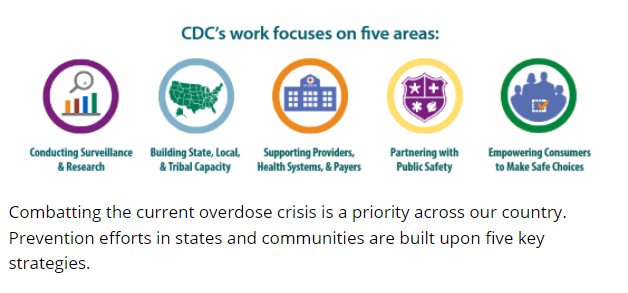 CDC's work focuses on five areas:
Conducting Surveillance
& Research
Building State, Local,
& Tribal Capacity
Supporting Providers,
Health Systems, & Payers
Partnering with
Public Safety
Empowering Consumers
to Make Safe Choices
Combatting the current overdose crisis is a priority across our country.
Prevention efforts in states and communities are built upon five key
strategies.